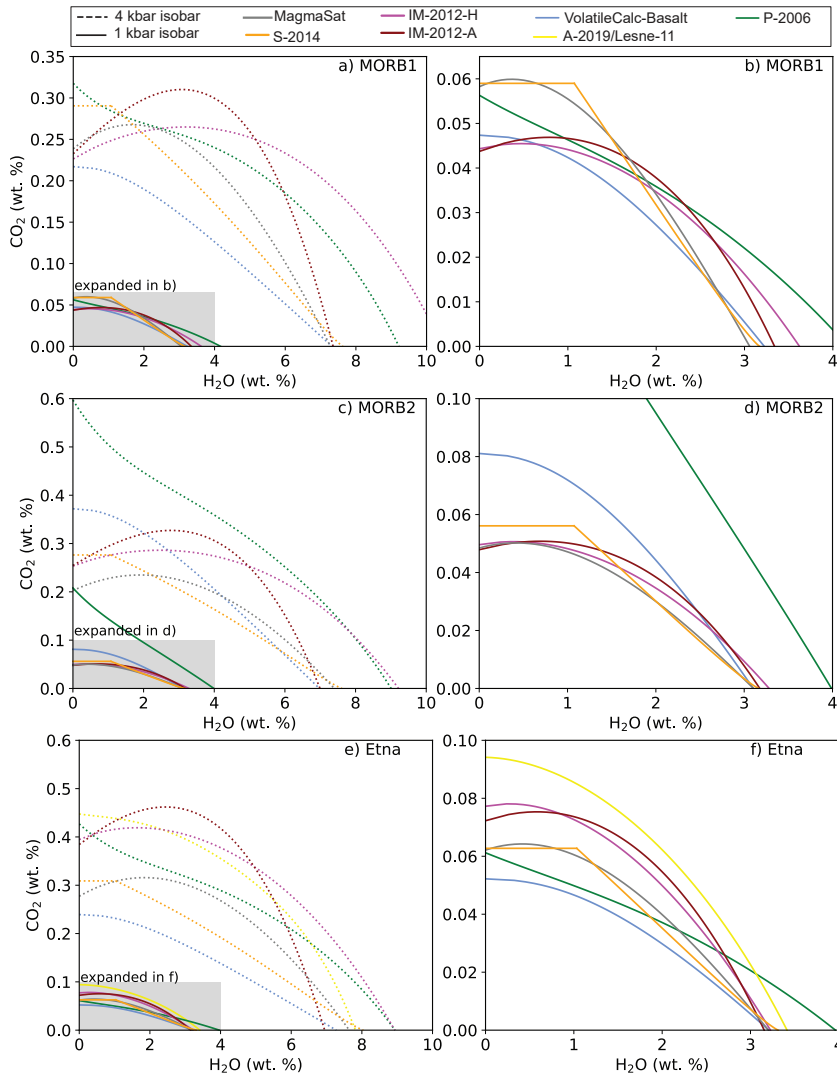 4 kbar isobar MagmaSat IM-2012-H VolatileCalc-Basalt P-2006
1 kbar isobar S-2014 IM-2012-A A-2019/Lesne-11
a) MORB1
0.35
0.30
0.25
0.20
0.15
0.10
0.05
0.00
CO₂ (wt. %)
expanded in b)
0 2 4 6 8 10
H₂O (wt. %)
b) MORB1
0.06
0.05
0.04
0.03
0.02
0.01
0.00
0 1 2 3 4
H₂O (wt. %)
c) MORB2
0.6
0.5
0.4
0.3
0.2
0.1
0.0
CO₂ (wt. %)
expanded in d)
0 2 4 6 8 10
H₂O (wt. %)
d) MORB2
0.10
0.08
0.06
0.04
0.02
0.00
0 1 2 3 4
H₂O (wt. %)
e) Etna
0.6
0.5
0.4
0.3
0.2
0.1
0.0
CO₂ (wt. %)
expanded in f)
0 2 4 6 8 10
H₂O (wt. %)
f) Etna
0.10
0.08
0.06
0.04
0.02
0.00
0 1 2 3 4
H₂O (wt. %)